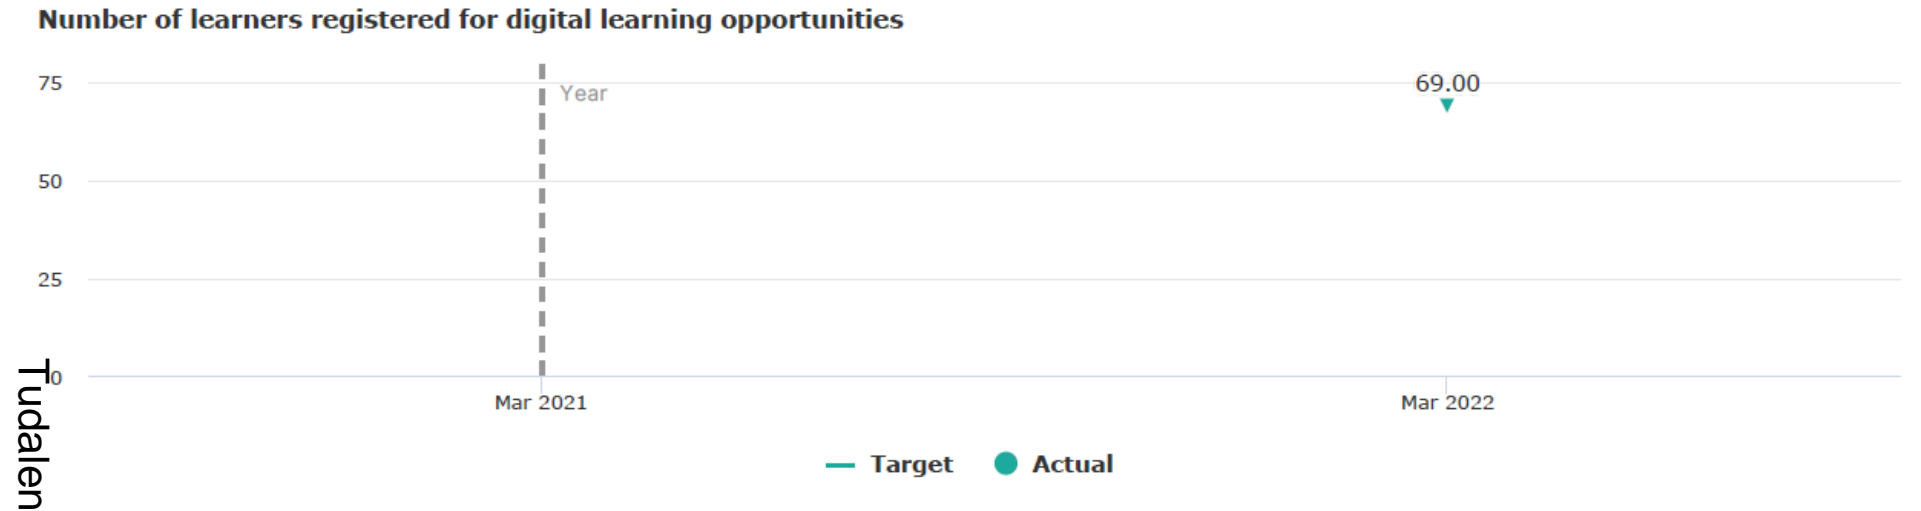 Number of learners registered for digital learning opportunities
75
Year
69.00
50
25
0
Mar 2021
Mar 2022
Target
Actual
Tudalen